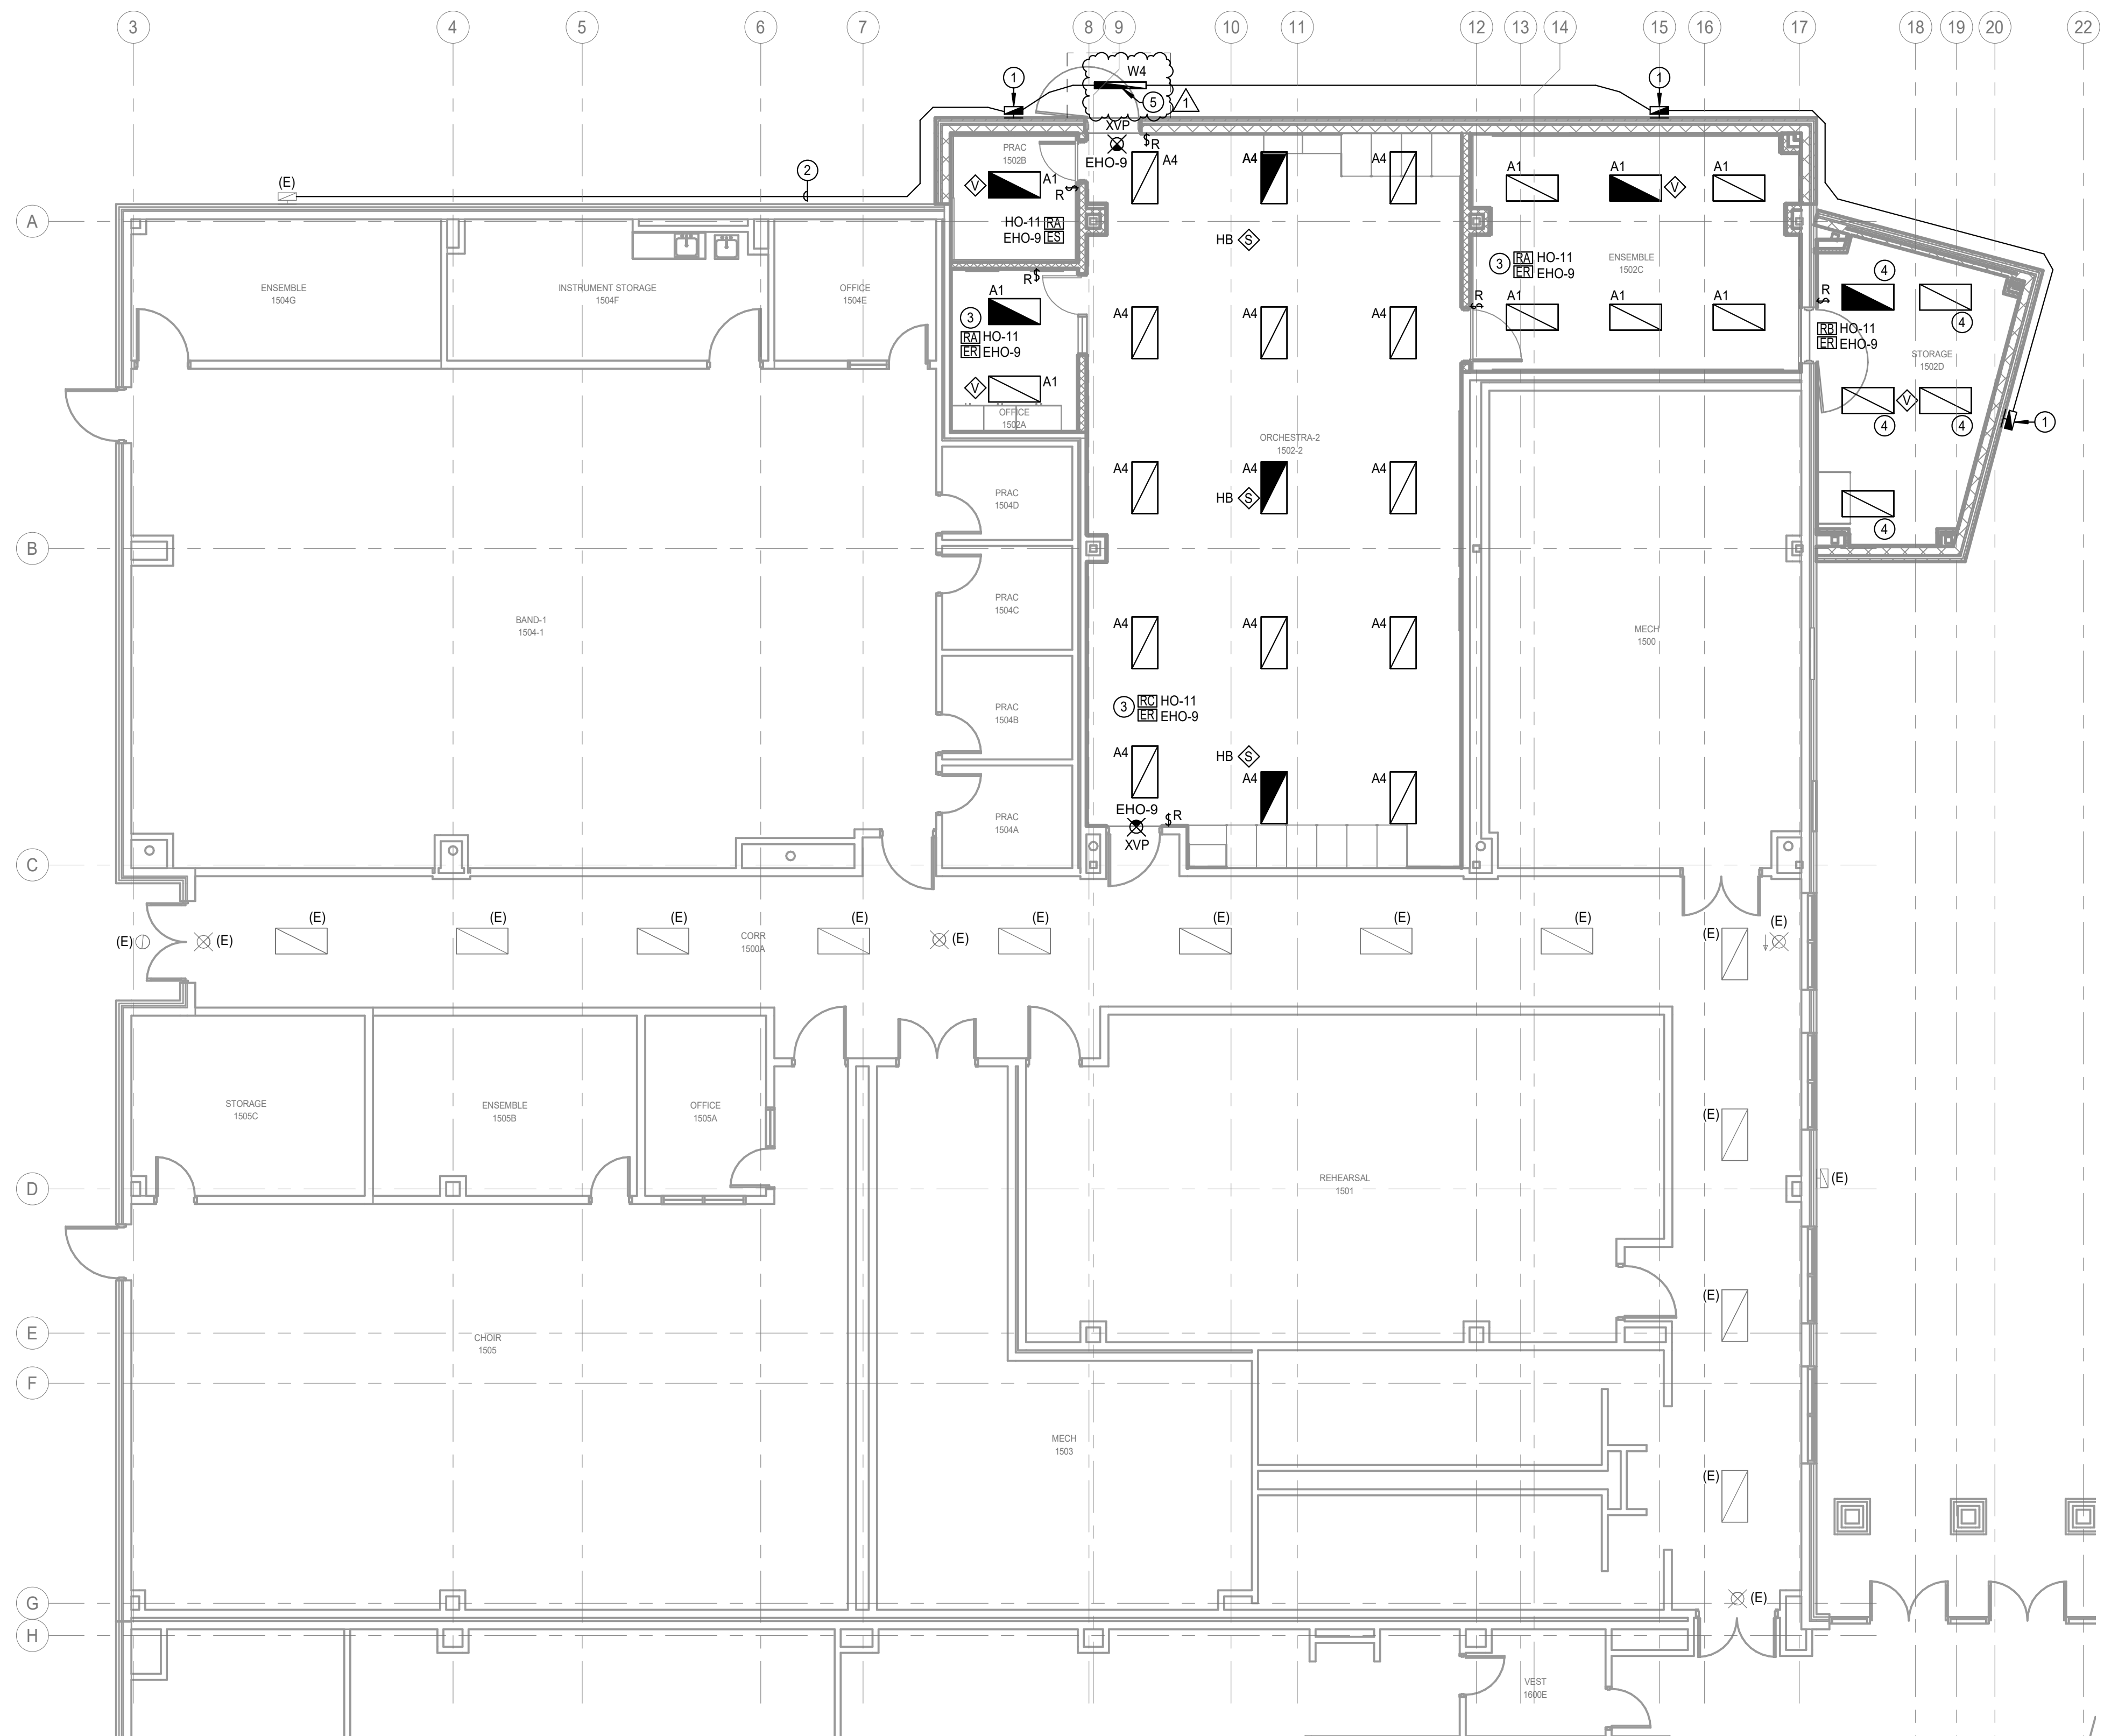 3 4 5 6 7 8 9 10 11 12 13 14 15 16 17 18 19 20 22
W4
1 5 1 1
XVP
R
EHO-9
PRAC
1502B
V A1
R
HO-11 RA
EHO-9 ES
A4 A4 A4
A1 A1 V A1
2
(E)
A
HB S
3 RA HO-11
ER EHO-9
ENSEMBLE
1502C
R
A1 A1 A1
ENSEMBLE
1504G
INSTRUMENT STORAGE
1504F
OFFICE
1504E
R
A1
3
RA HO-11
ER EHO-9
V A1
OFFICE
1502A
A4 A4 A4
4
R
4
RB HO-11
ER EHO-9
STORAGE
1502D
V
4 4
1
4
ORCHESTRA-2
1502-2
A4 A4 A4
HB S
PRAC
1504D
B
BAND-1
1504-1
PRAC
1504C
A4 A4 A4
MECH
1500
PRAC
1504B
3 RC HO-11
ER EHO-9
A4
HB S
A4 A4
PRAC
1504A
EHO-9
R
XVP
C
(E) (E) (E) (E) (E) (E) (E) (E) (E) (E) (E)
(E) (E)
CORR
1500A
STORAGE
1505C
ENSEMBLE
1505B
OFFICE
1505A
(E)
D
REHEARSAL
1501
(E)
E
CHOIR
1505
(E)
F
MECH
1503
(E)
G
(E)
H
VEST
1600E